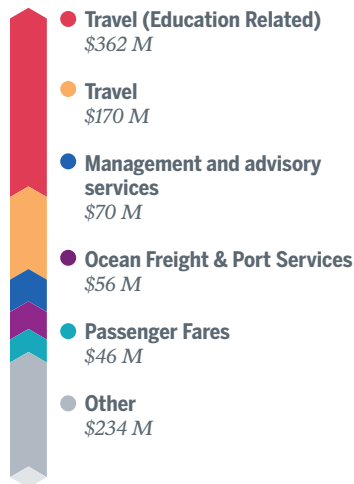 Travel (Education Related)
$362 M
Travel
$170 M
Management and advisory
services
$70 M
Ocean Freight & Port Services
$56 M
Passenger Fares
$46 M
Other
$234 M